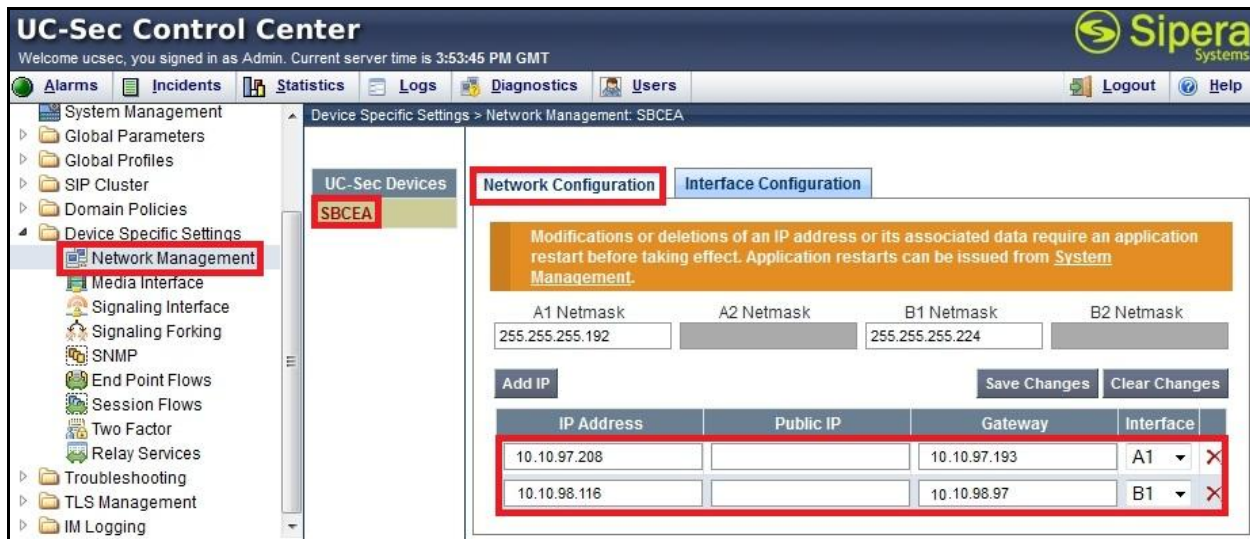 UC-Sec Control Center
Sipera
Systems
Welcome ucsec, you signed in as Admin. Current server time is 3:53:45 PM GMT
Alarms Incidents Statistics Logs Diagnostics Users Logout Help
System Management
Global Parameters
Global Profiles
SIP Cluster
Domain Policies
Device Specific Settings
Network Management
Media Interface
Signaling Interface
Signaling Forking
SNMP
End Point Flows
Session Flows
Two Factor
Relay Services
Troubleshooting
TLS Management
IM Logging
Device Specific Settings > Network Management: SBCEA
UC-Sec Devices
SBCEA
Network Configuration Interface Configuration
Modifications or deletions of an IP address or its associated data require an application
restart before taking effect. Application restarts can be issued from System
Management.
A1 Netmask A2 Netmask B1 Netmask B2 Netmask
255.255.255.192 255.255.255.224
Add IP Save Changes Clear Changes
IP Address Public IP Gateway Interface
10.10.97.208 10.10.97.193 A1
10.10.98.116 10.10.98.97 B1